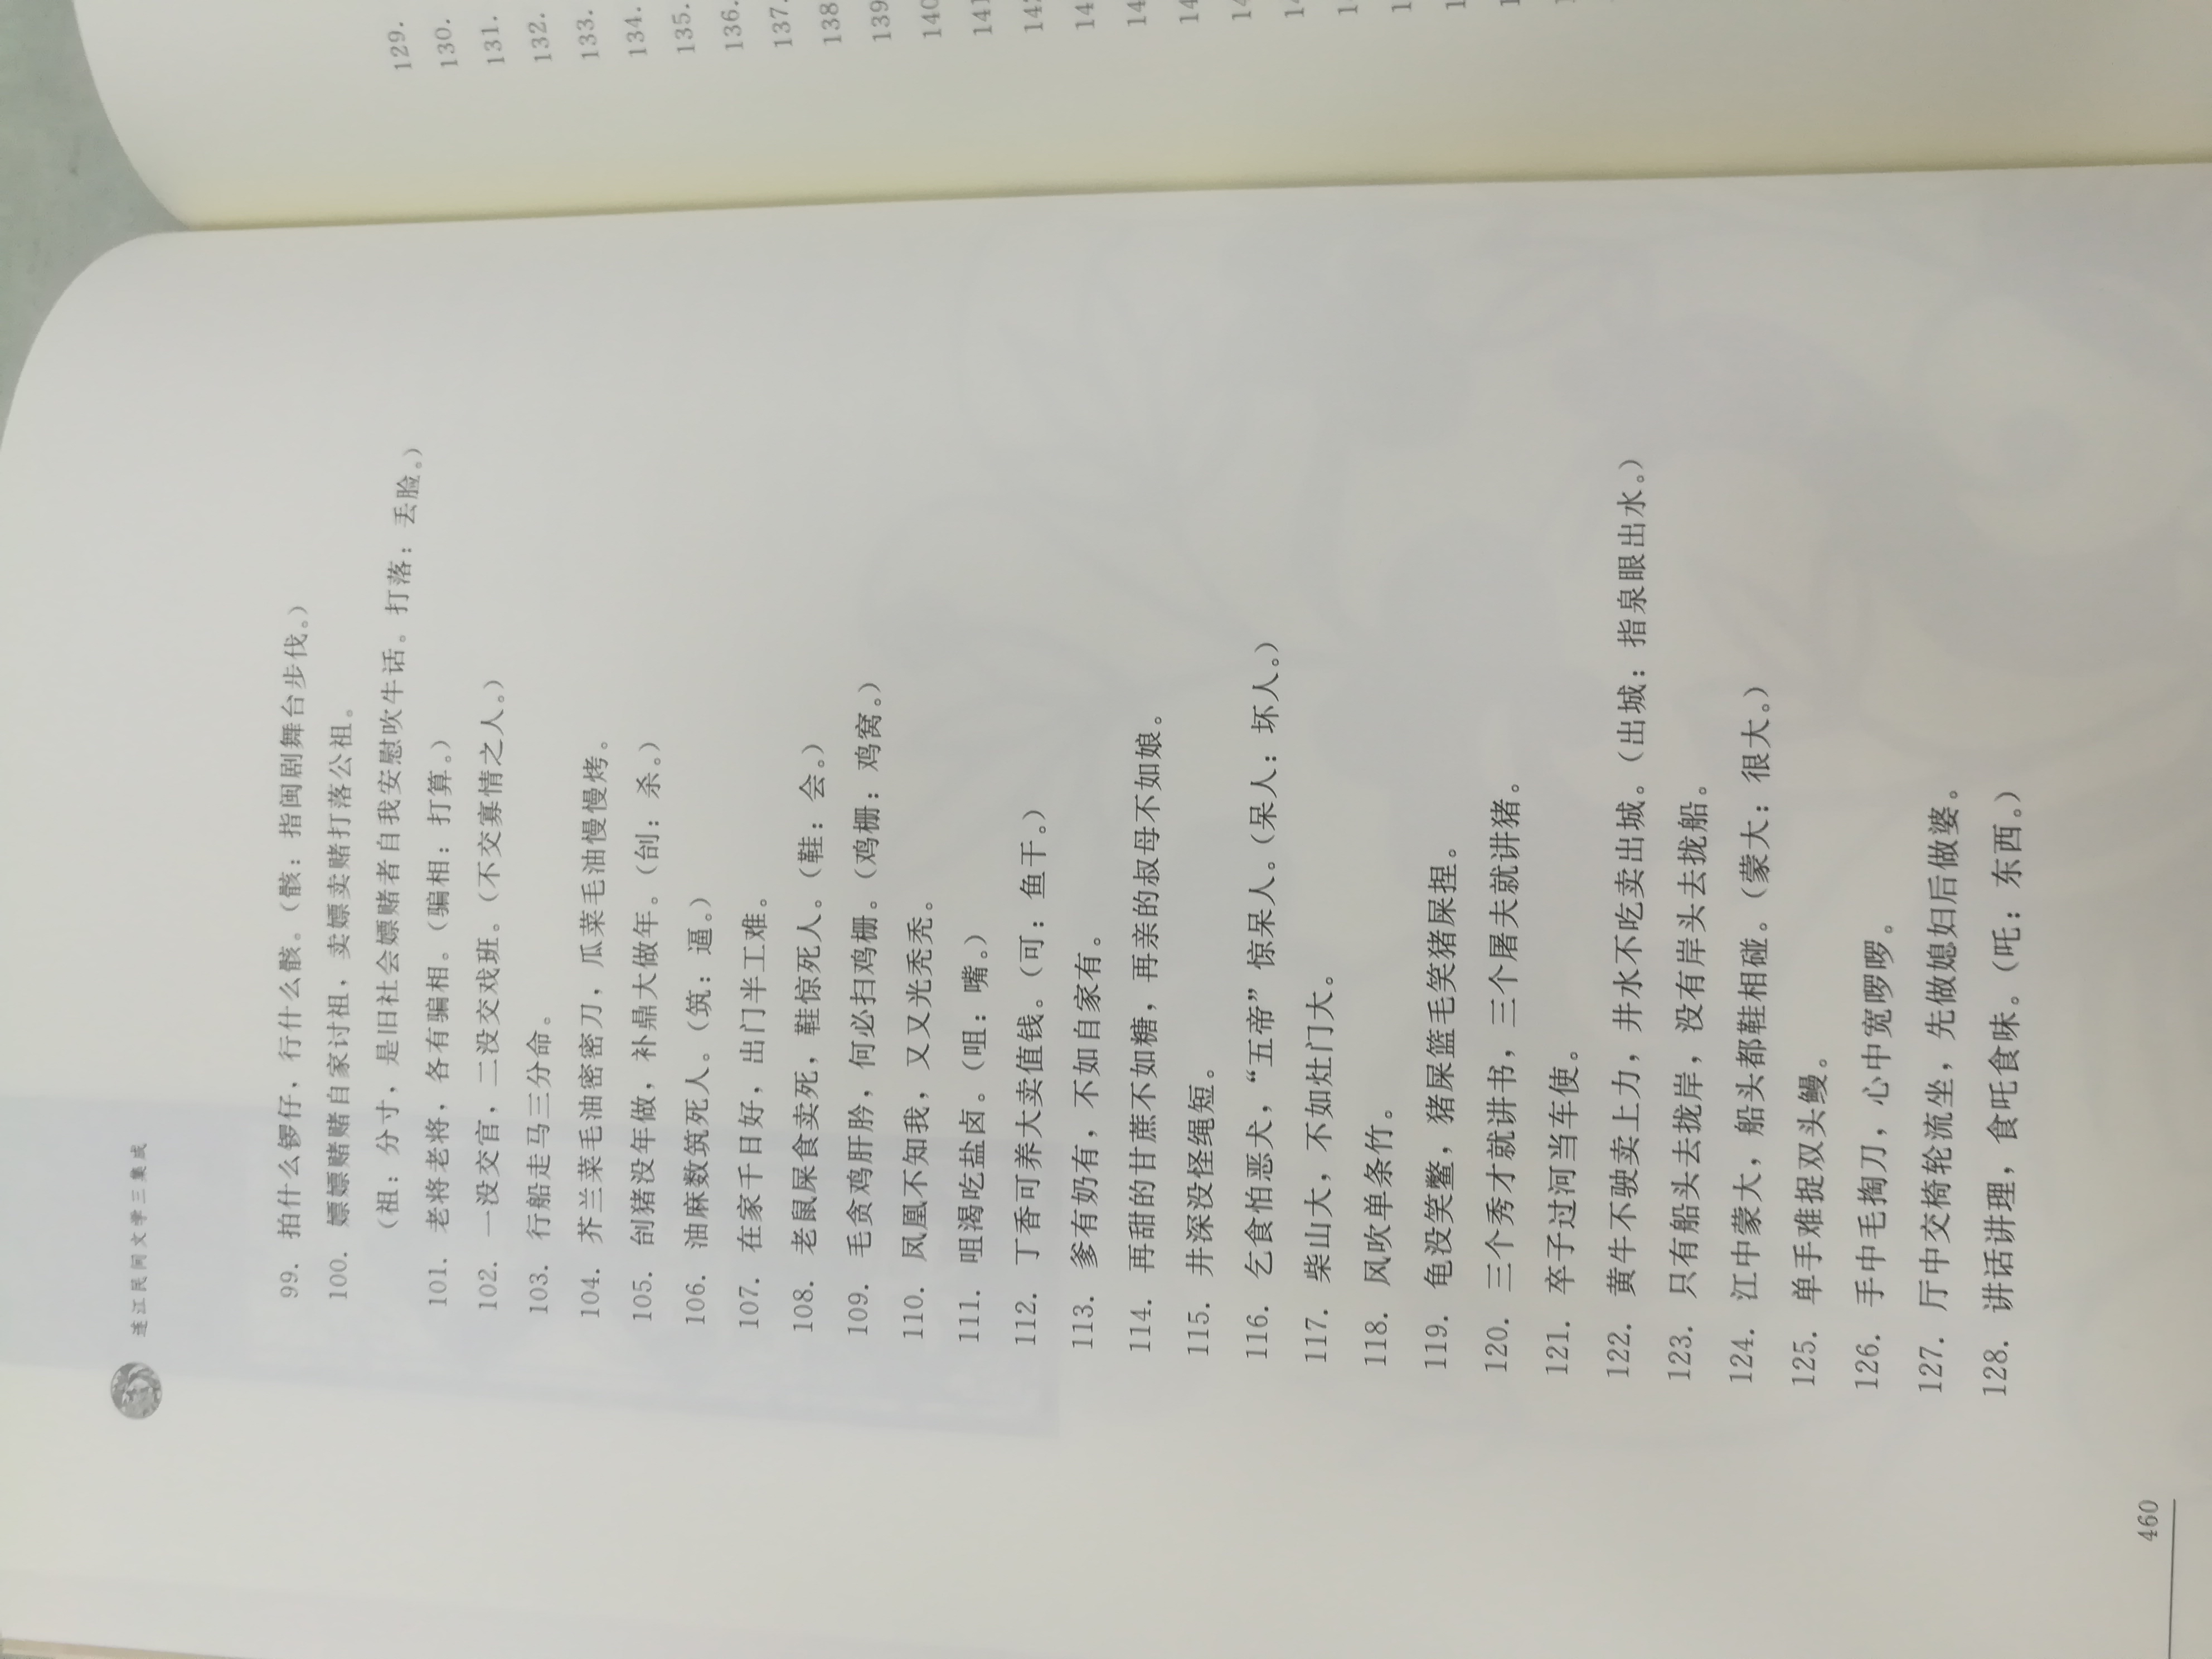 连江民间文学三集成
99. 拍什么锣仔，行什么骸。（骸：指闽剧舞台步伐。）
100. 嫖嫖赌赌自家讨祖，卖嫖卖赌打落公祖。
（祖：分寸，是旧社会嫖赌者自我安慰吹牛话。打落：丢脸。）
101. 老将老将，各有骗相。（骗相：打算。）
102. 一没交官，二没交戏班。（不交寡情之人。）
103. 行船走马三分命。
104. 芥兰菜毛油密密刀，瓜菜毛油慢慢烤。
105. 刣猪没年做，补鼎大做年。（刣：杀。）
106. 油麻数筑死人。（筑：逼。）
107. 在家千日好，出门半工难。
108. 老鼠屎食卖死，鞋惊死人。（鞋：会。）
109. 毛贪鸡肝肣，何必扫鸡栅。（鸡栅：鸡窝。）
110. 凤凰不知我，又又光秃秃。
111. 咀渴吃盐卤。（咀：嘴。）
112. 丁香可养大卖值钱。（可：鱼干。）
113. 爹有奶有，不如自家有。
114. 再甜的甘蔗不如糖，再亲的叔母不如娘。
115. 井深没怪绳短。
116. 乞食怕恶犬，“五帝”惊呆人。（呆人：坏人。）
117. 柴山大，不如灶门大。
118. 风吹单条竹。
119. 龟没笑鳖，猪屎篮毛笑猪屎捏。
120. 三个秀才就讲书，三个屠夫就讲猪。
121. 卒子过河当车使。
122. 黄牛不驶卖上力，井水不吃卖出城。（出城：指泉眼出水。）
123. 只有船头去拢岸，没有岸头去拢船。
124. 江中蒙大，船头都鞋相碰。（蒙大：很大。）
125. 单手难捉双头鳗。
126. 手中毛掏刀，心中宽啰啰。
127. 厅中交椅轮流坐，先做媳妇后做婆。
128. 讲话讲理，食吒食味。（吒：东西。）
460
129.
130.
131.
132.
133.
134.
135.
136.
137.
138
139